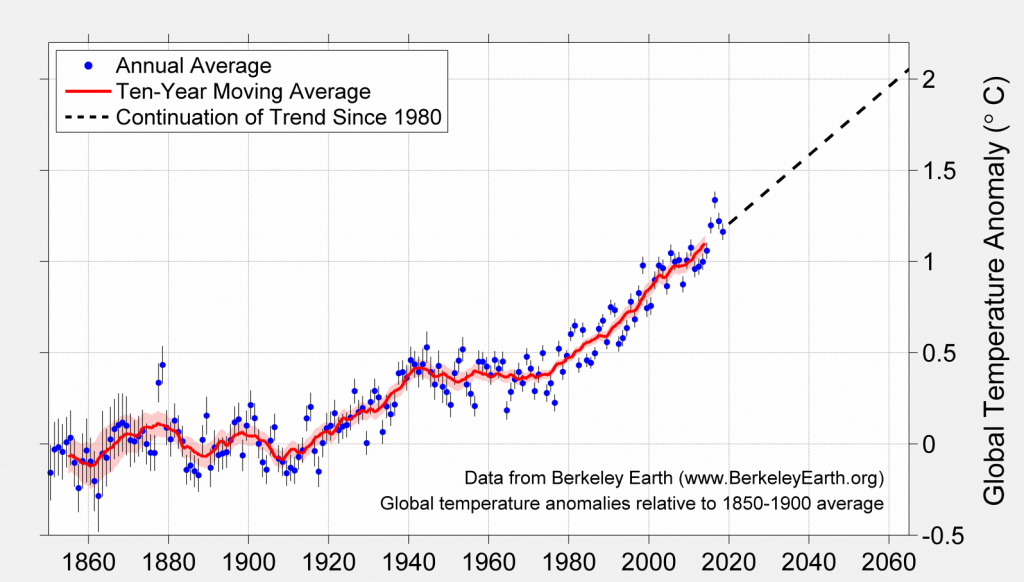 Annual Average
Ten-Year Moving Average
Continuation of Trend Since 1980
2
1.5
1
0.5
0
-0.5
Global Temperature Anomaly (° C)
Data from Berkeley Earth (www.BerkeleyEarth.org)
Global temperature anomalies relative to 1850-1900 average
1860 1880 1900 1920 1940 1960 1980 2000 2020 2040 2060